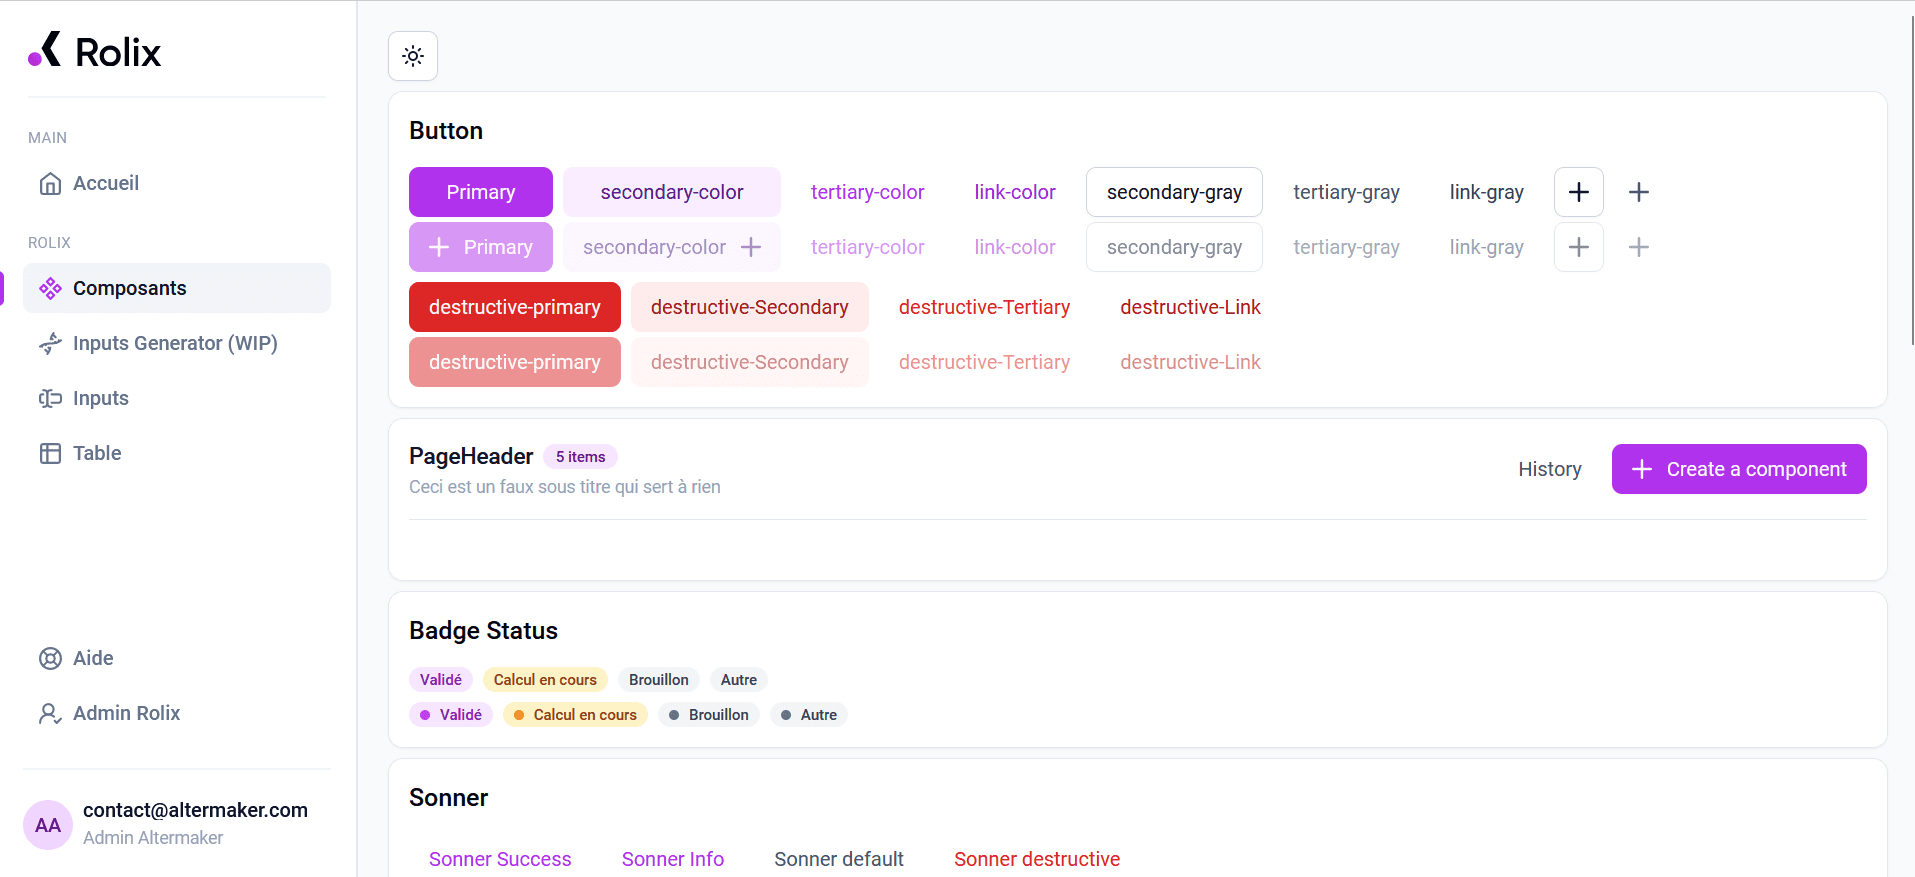 Rolix
MAIN
Accueil
ROLIX
Composants
Inputs Generator (WIP)
Inputs
Table
Aide
Admin Rolix
AA
contact@altermaker.com
Admin Altermaker
Button
Primary secondary-color tertiary-color link-color secondary-gray tertiary-gray link-gray
Primary secondary-color tertiary-color link-color secondary-gray tertiary-gray link-gray
destructive-primary destructive-Secondary destructive-Tertiary destructive-Link
destructive-primary destructive-Secondary destructive-Tertiary destructive-Link
PageHeader 5 items
Ceci est un faux sous titre qui sert à rien
History Create a component
Badge Status
Validé Calcul en cours Brouillon Autre
Validé Calcul en cours Brouillon Autre
Sonner
Sonner Success Sonner Info Sonner default Sonner destructive